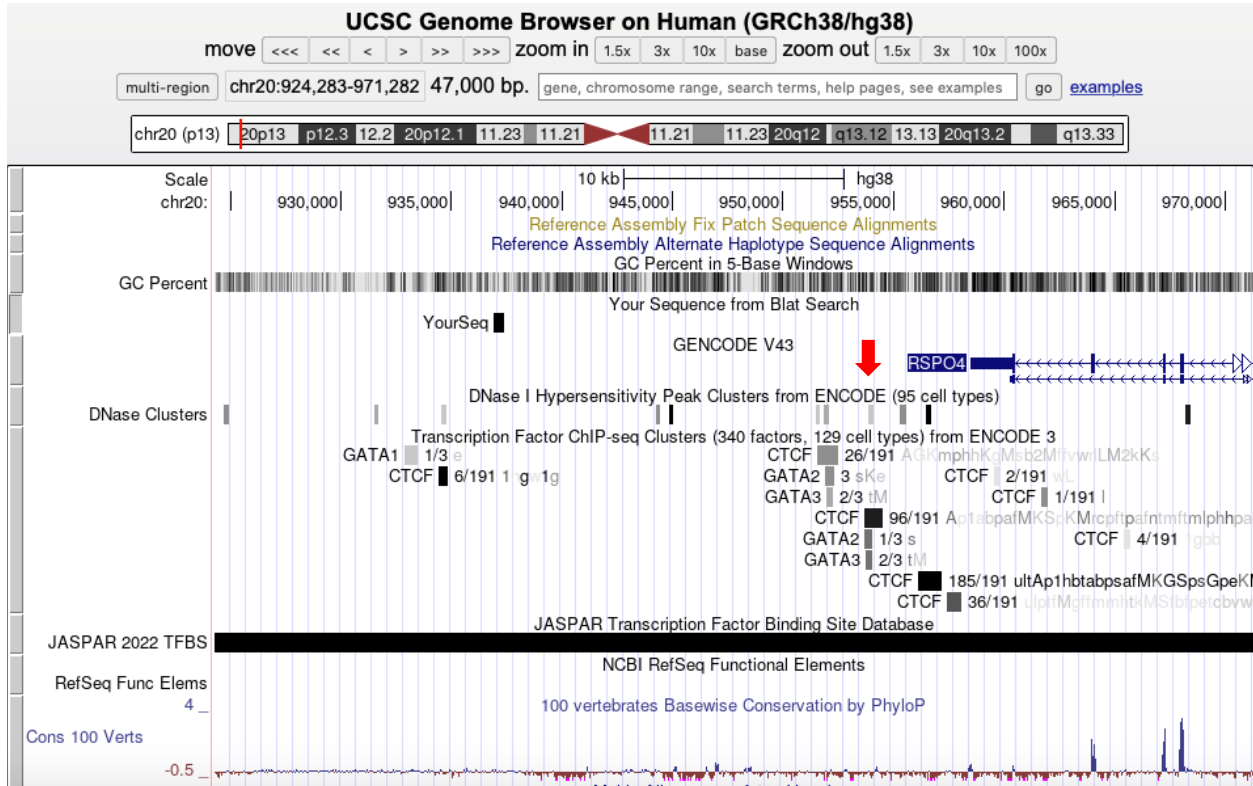 UCSC Genome Browser on Human (GRCh38/hg38)
move <<< << < > >> >>> zoom in 1.5x 3x 10x base zoom out 1.5x 3x 10x 100x
multi-region chr20:924,283-971,282 47,000 bp. gene, chromosome range, search terms, help pages, see examples go examples
chr20 (p13) 20p13 p12.3 12.2 20p12.1 11.23 11.21 11.21 11.23 20q12 q13.12 13.13 20q13.2 q13.33
Scale 10 kb hg38
chr20: 930,000 935,000 940,000 945,000 950,000 955,000 960,000 965,000 970,000
Reference Assembly Fix Patch Sequence Alignments
Reference Assembly Alternate Haplotype Sequence Alignments
GC Percent in 5-Base Windows
GC Percent
Your Sequence from Blat Search
YourSeq
GENCODE V43
RSPO4
DNase I Hypersensitivity Peak Clusters from ENCODE (95 cell types)
DNase Clusters
Transcription Factor ChIP-seq Clusters (340 factors, 129 cell types) from ENCODE 3
GATA1 1/3 e CTCF 26/191
CTCF 6/191 GATA2 3 sKe CTCF 2/191 wL
GATA3 2/3 tM CTCF 1/191 l
CTCF 96/191
GATA2 1/3 s CTCF 4/191
GATA3 2/3 tM
CTCF 185/191 ultAp1hbtabpsafMKGSpsGpeKM
CTCF 36/191
JASPAR Transcription Factor Binding Site Database
JASPAR 2022 TFBS
NCBI RefSeq Functional Elements
RefSeq Func Elems
4 _ 100 vertebrates Basewise Conservation by PhyloP
Cons 100 Verts
-0.5 _